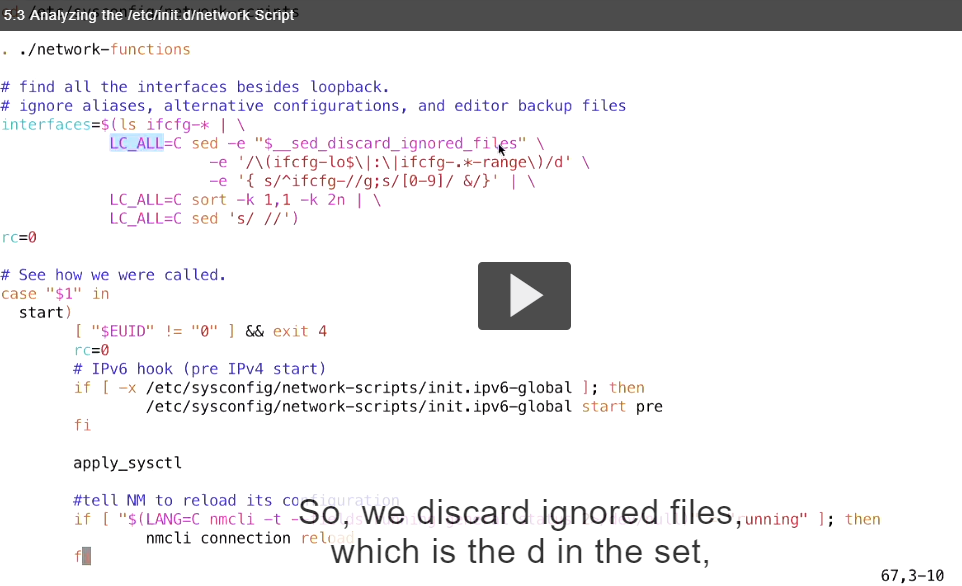 5.3 Analyzing the /etc/init.d/network Script
. ./network-functions
# find all the interfaces besides loopback.
# ignore aliases, alternative configurations, and editor backup files
interfaces=$(ls ifcfg-* | \
LC_ALL=C sed -e "$__sed_discard_ignored_files" \
-e '/\(ifcfg-lo$\|:\|ifcfg-.*-range\)/d' \
-e '{ s/^ifcfg-//g;s/[0-9]/ &/}' | \
LC_ALL=C sort -k 1,1 -k 2n | \
LC_ALL=C sed 's/ //')
rc=0
# See how we were called.
case "$1" in
start)
[ "$EUID" != "0" ] && exit 4
rc=0
# IPv6 hook (pre IPv4 start)
if [ -x /etc/sysconfig/network-scripts/init.ipv6-global ]; then
/etc/sysconfig/network-scripts/init.ipv6-global start pre
fi
apply_sysctl
#tell NM to reload its configuration
if [ "$(LANG=C nmcli -t unning" ]; then
nmcli connection reload
fi
So, we discard ignored files,
which is the d in the set,
67,3-10